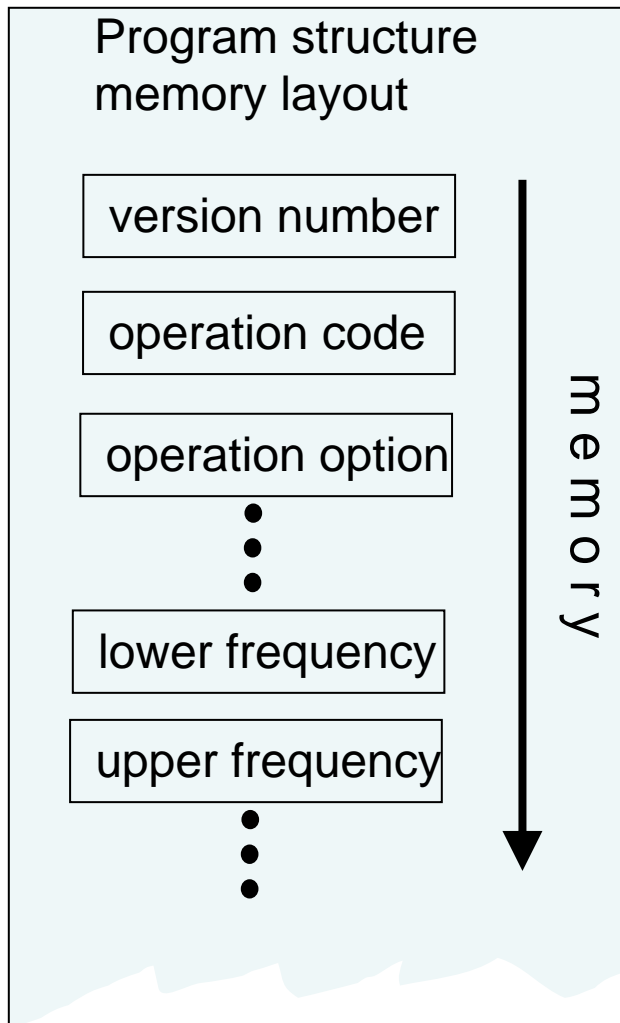 Program structure
memory layout
version number
operation code
operation option
lower frequency
upper frequency
memory